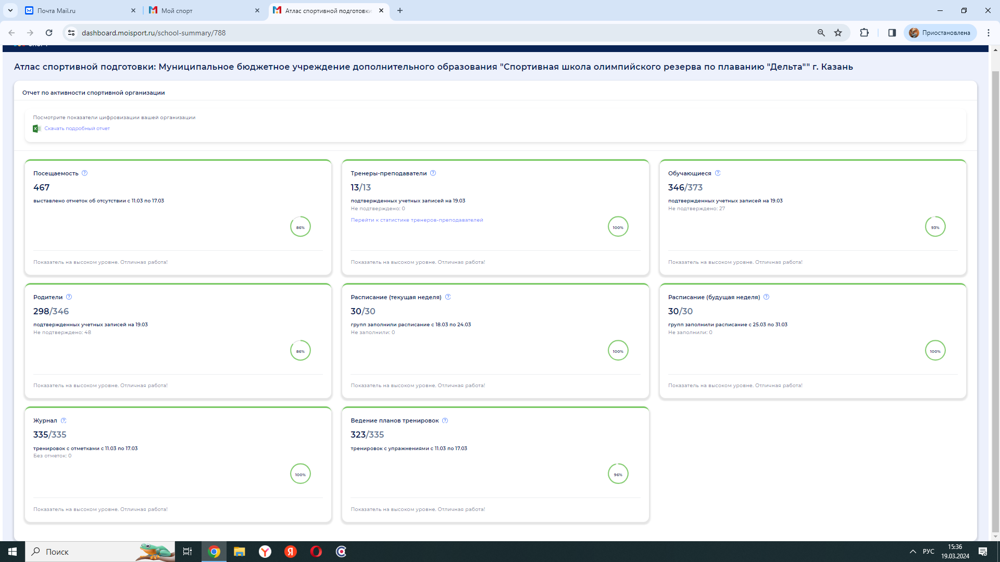 Почта Mail.ru
Мой спорт
Атлас спортивной подготовки
dashboard.moisport.ru/school-summary/788
Приостановлена
Атлас спортивной подготовки: Муниципальное бюджетное учреждение дополнительного образования "Спортивная школа олимпийского резерва по плаванию "Дельта"" г. Казань
Отчет по активности спортивной организации
Посмотрите показатели цифровизации вашей организации
Скачать подробный отчет
Посещаемость
467
выставлено отметок об отсутствии с 11.03 по 17.03
86%
Показатель на высоком уровне. Отличная работа!
Тренеры-преподаватели
13/13
подтвержденных учетных записей на 19.03
Не подтверждено: 0
Перейти к статистике тренеров-преподавателей
100%
Показатель на высоком уровне. Отличная работа!
Обучающиеся
346/373
подтвержденных учетных записей на 19.03
Не подтверждено: 27
93%
Показатель на высоком уровне. Отличная работа!
Родители
298/346
подтвержденных учетных записей на 19.03
Не подтверждено: 48
86%
Показатель на высоком уровне. Отличная работа!
Расписание (текущая неделя)
30/30
групп заполнили расписание с 18.03 по 24.03
Не заполнили: 0
100%
Показатель на высоком уровне. Отличная работа!
Расписание (будущая неделя)
30/30
групп заполнили расписание с 25.03 по 31.03
Не заполнили: 0
100%
Показатель на высоком уровне. Отличная работа!
Журнал
335/335
тренировок с отметками с 11.03 по 17.03
Без отметок: 0
100%
Показатель на высоком уровне. Отличная работа!
Ведение планов тренировок
323/335
тренировок с упражнениями с 11.03 по 17.03
96%
Показатель на высоком уровне. Отличная работа!
Поиск
РУС
15:36
19.03.2024